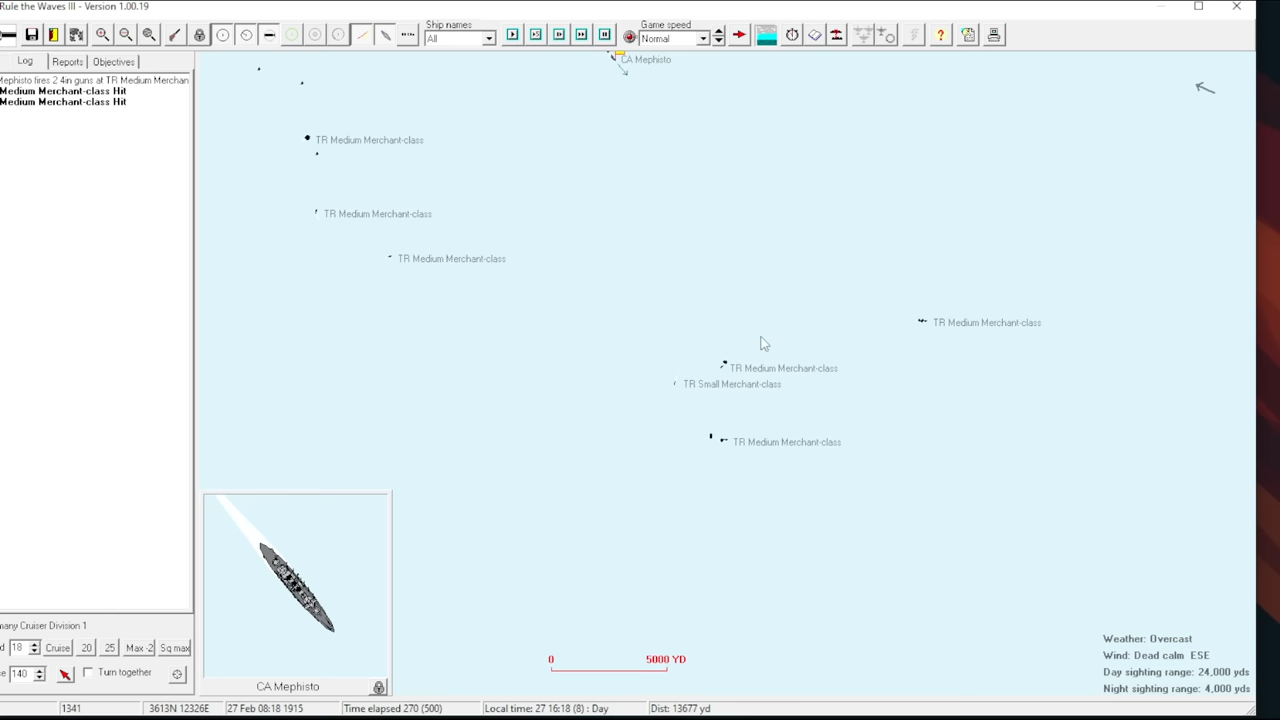 Rule the Waves III - Version 1.00.19
Ship names
Game speed
All
Normal
Log
Reports
Objectives
Mephisto fires 2 4in guns at TR Medium Merchan
Medium Merchant-class Hit
Medium Merchant-class Hit
CA Mephisto
TR Medium Merchant-class
TR Medium Merchant-class
TR Medium Merchant-class
TR Medium Merchant-class
TR Medium Merchant-class
TR Small Merchant-class
TR Medium Merchant-class
many Cruiser Division 1
d 18 Cruise 20 25 Max -2 Sq max
e 140 Turn together
CA Mephisto
0 5000 YD
Weather: Overcast
Wind: Dead calm ESE
Day sighting range: 24,000 yds
Night sighting range: 4,000 yds
1341 3613N 12326E 27 Feb 08:18 1915 Time elapsed 270 (500) Local time: 27 16:18 (8) : Day Dist: 13677 yd